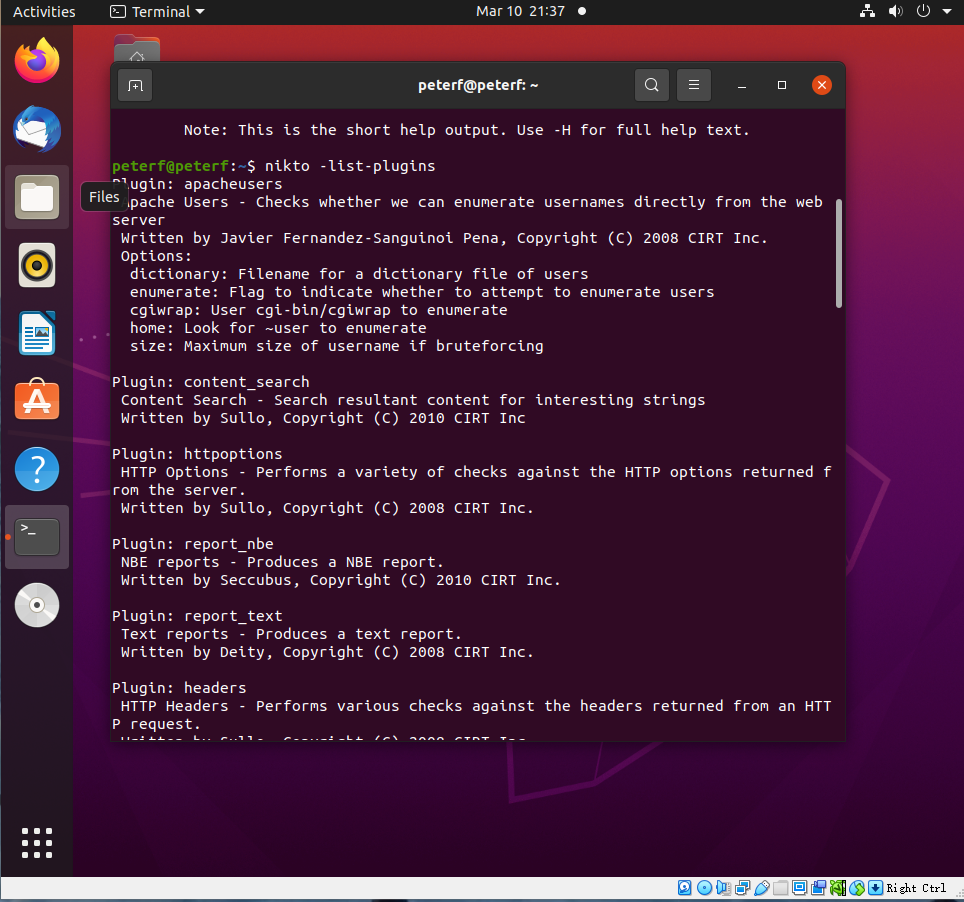 Activities
Terminal
Mar 10 21:37
peterf@peterf: ~
Note: This is the short help output. Use -H for full help text.
peterf@peterf:~$ nikto -list-plugins
Plugin: apacheusers
Files
Apache Users - Checks whether we can enumerate usernames directly from the web
server
Written by Javier Fernandez-Sanguinoi Pena, Copyright (C) 2008 CIRT Inc.
Options:
dictionary: Filename for a dictionary file of users
enumerate: Flag to indicate whether to attempt to enumerate users
cgiwrap: User cgi-bin/cgiwrap to enumerate
home: Look for ~user to enumerate
size: Maximum size of username if bruteforcing
Plugin: content_search
Content Search - Search resultant content for interesting strings
Written by Sullo, Copyright (C) 2010 CIRT Inc
Plugin: httpoptions
HTTP Options - Performs a variety of checks against the HTTP options returned f
rom the server.
Written by Sullo, Copyright (C) 2008 CIRT Inc.
Plugin: report_nbe
NBE reports - Produces a NBE report.
Written by Seccubus, Copyright (C) 2010 CIRT Inc.
Plugin: report_text
Text reports - Produces a text report.
Written by Deity, Copyright (C) 2008 CIRT Inc.
Plugin: headers
HTTP Headers - Performs various checks against the headers returned from an HTT
P request.
Written by Sullo, Copyright (C) 2008 CIRT Inc.
Right Ctrl